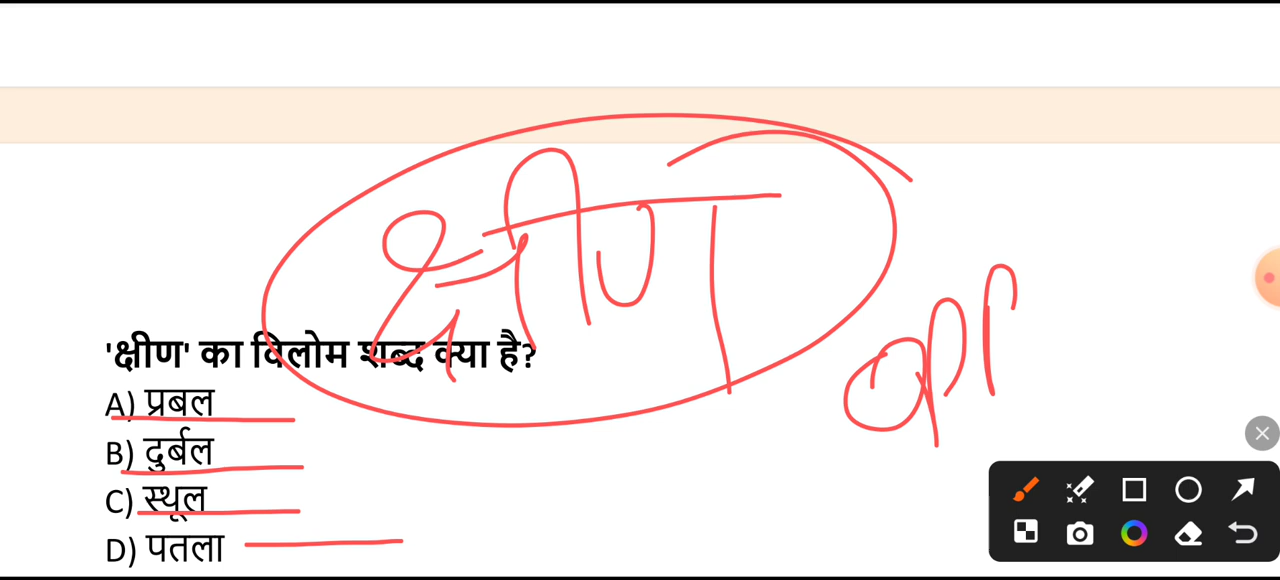 क्षीण
का
'क्षीण' का विलोम शब्द क्या है?
A) प्रबल
B) दुर्बल
C) स्थूल
D) पतला